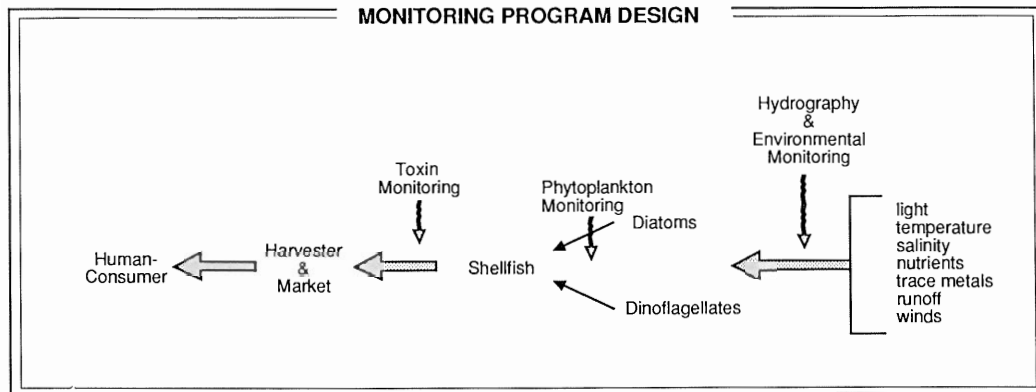 MONITORING PROGRAM DESIGN
Hydrography
&
Environmental
Monitoring
Toxin
Monitoring
Phytoplankton
Monitoring
Diatoms
light
temperature
salinity
nutrients
trace metals
runoff
winds
Human-
Consumer
Harvester
&
Market
Shellfish
Dinoflagellates